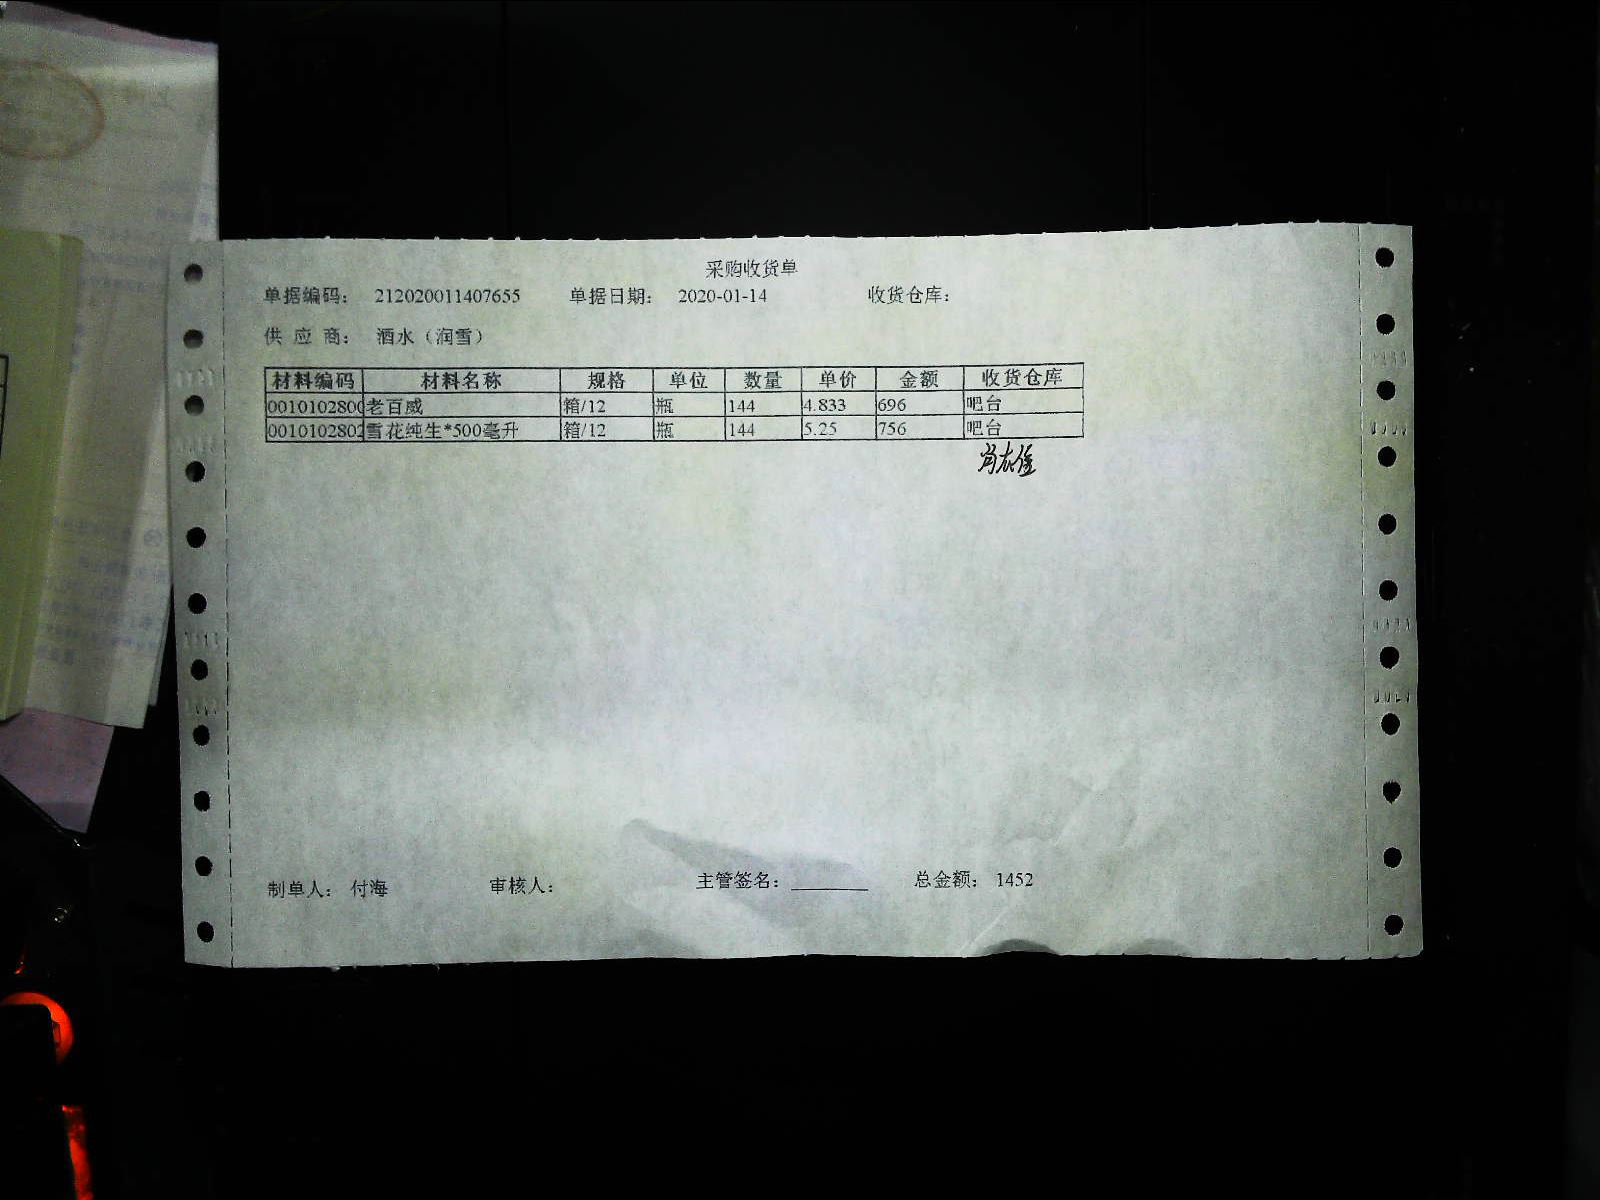 采购收货单
单据编码： 212020011407655 单据日期： 2020-01-14 收货仓库：
供 应 商： 酒水（润雪）
材料编码 材料名称 规格 单位 数量 单价 金额 收货仓库
0010102800 老百威 箱/12 瓶 144 4.833 696 吧台
0010102802 雪花纯生*500毫升 箱/12 瓶 144 5.25 756 吧台
制单人： 付海 审核人： 主管签名： 总金额： 1452